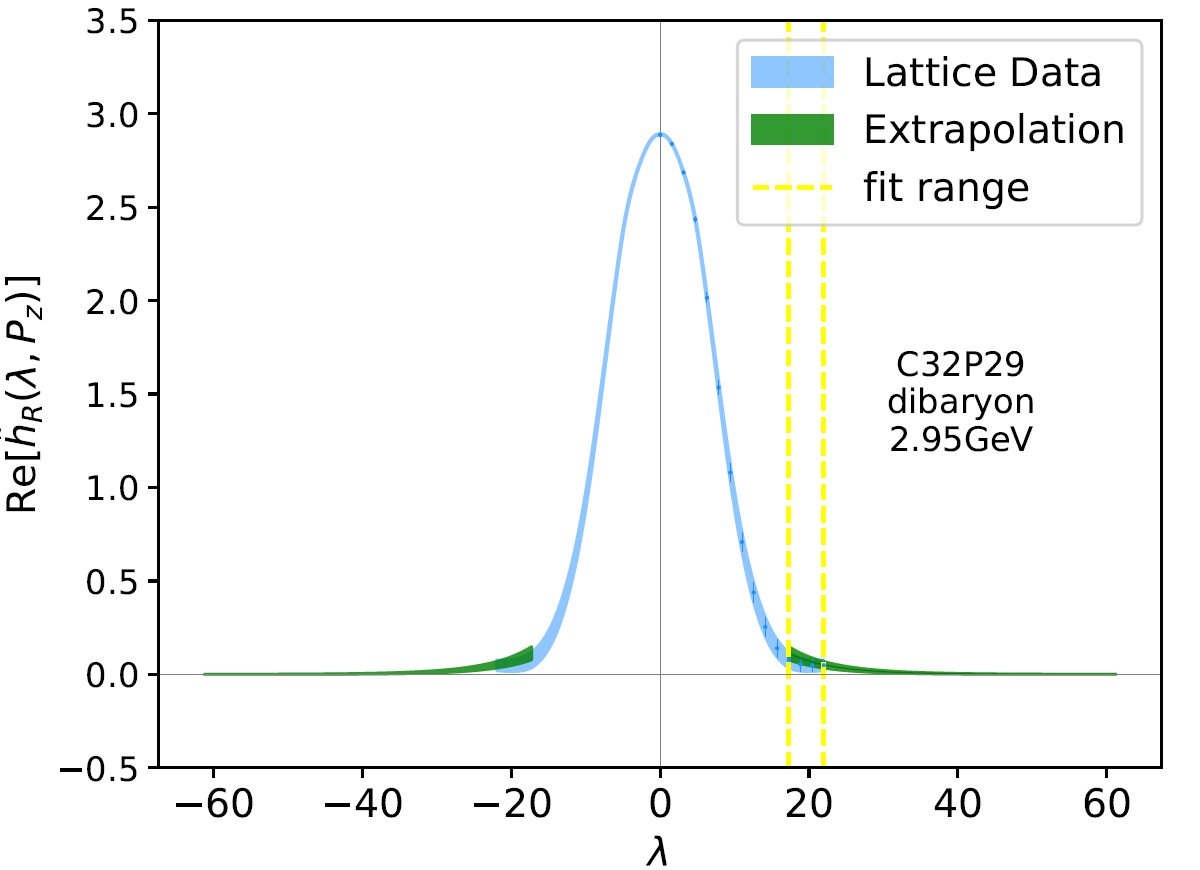 3.5
3.0
2.5
2.0
1.5
1.0
0.5
0.0
−0.5
Re[h̃_R(λ, P_z)]
Lattice Data
Extrapolation
fit range
C32P29
dibaryon
2.95GeV
−60 −40 −20 0 20 40 60
λ